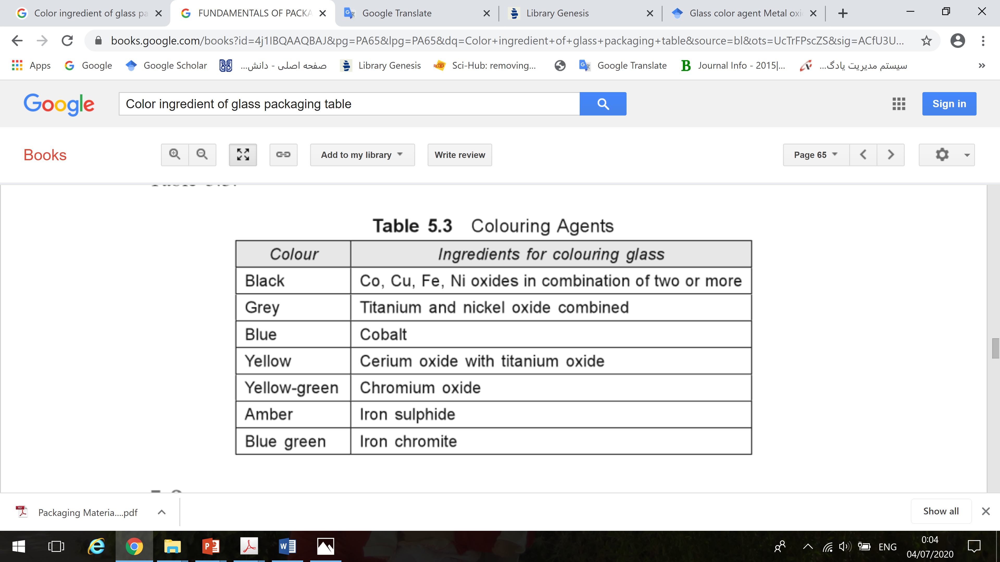 Color ingredient of glass pa
FUNDAMENTALS OF PACKA
Google Translate
Library Genesis
Glass color agent Metal oxi
books.google.com/books?id=4j1IBQAAQBAJ&pg=PA65&lpg=PA65&dq=Color+ingredient+of+glass+packaging+table&source=bl&ots=UcTrFPscZS&sig=ACfU3U...
Apps
Google
Google Scholar
صفحه اصلی - دانش...
Library Genesis
Sci-Hub: removing...
Google Translate
Journal Info - 2015|...
سیستم مدیریت یادگ...
Google
Color ingredient of glass packaging table
Sign in
Books
Add to my library
Write review
Page 65
Table 5.3 Colouring Agents
Colour Ingredients for colouring glass
Black Co, Cu, Fe, Ni oxides in combination of two or more
Grey Titanium and nickel oxide combined
Blue Cobalt
Yellow Cerium oxide with titanium oxide
Yellow-green Chromium oxide
Amber Iron sulphide
Blue green Iron chromite
Packaging Materia....pdf
Show all
ENG
0:04
04/07/2020